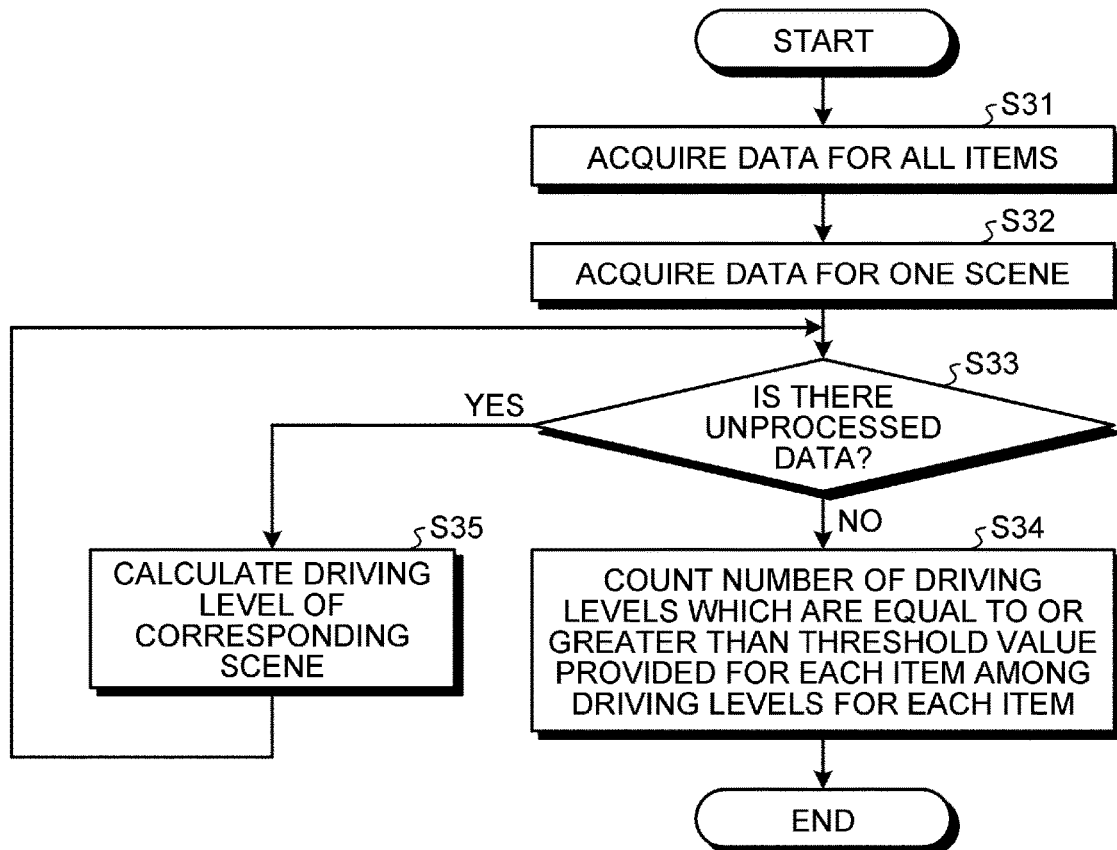 START
S31
ACQUIRE DATA FOR ALL ITEMS
S32
ACQUIRE DATA FOR ONE SCENE
S33
IS THERE
UNPROCESSED
DATA?
YES
NO
S35
CALCULATE DRIVING
LEVEL OF
CORRESPONDING
SCENE
S34
COUNT NUMBER OF DRIVING
LEVELS WHICH ARE EQUAL TO OR
GREATER THAN THRESHOLD VALUE
PROVIDED FOR EACH ITEM AMONG
DRIVING LEVELS FOR EACH ITEM
END